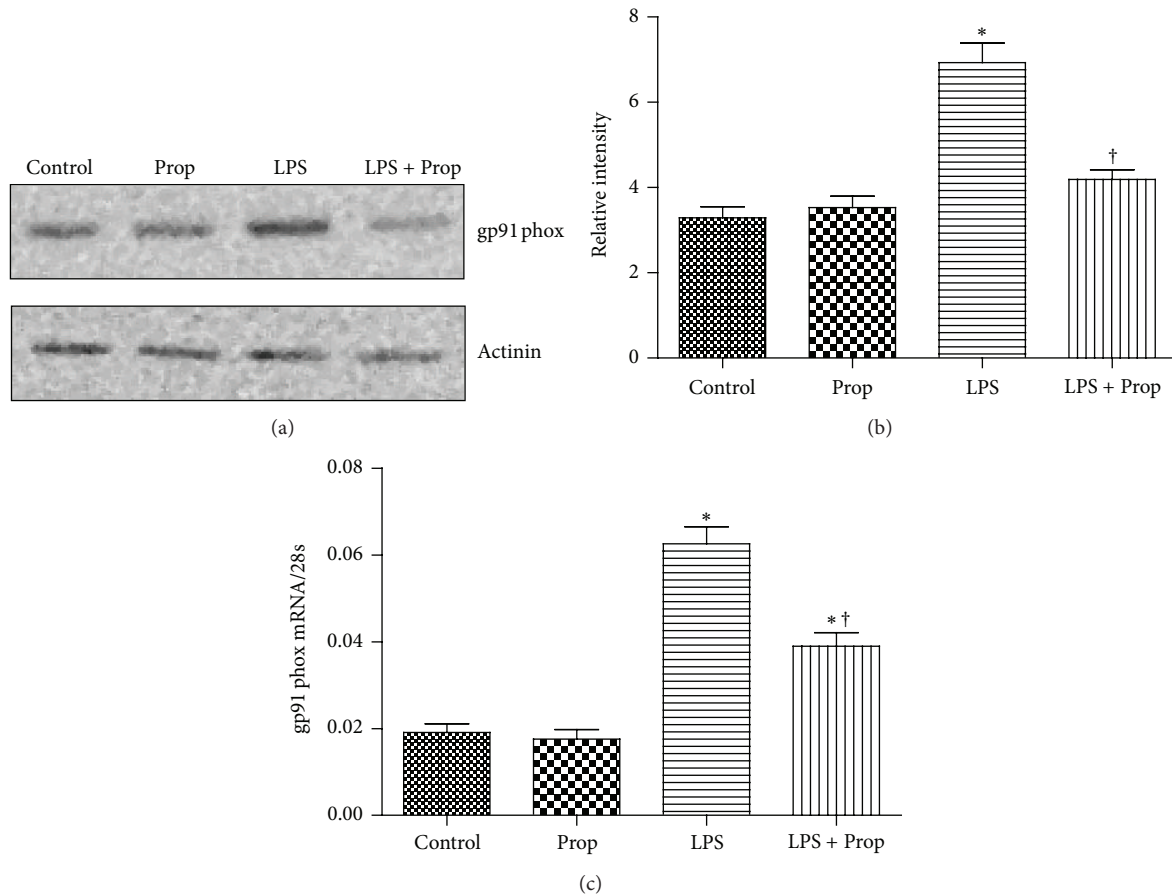 Control Prop LPS LPS + Prop
gp91 phox
Actinin
(a)
Relative intensity
8
6
4
2
0
*
†
Control Prop LPS LPS + Prop
(b)
gp91 phox mRNA/28s
0.08
0.06
0.04
0.02
0.00
*
* †
Control Prop LPS LPS + Prop
(c)